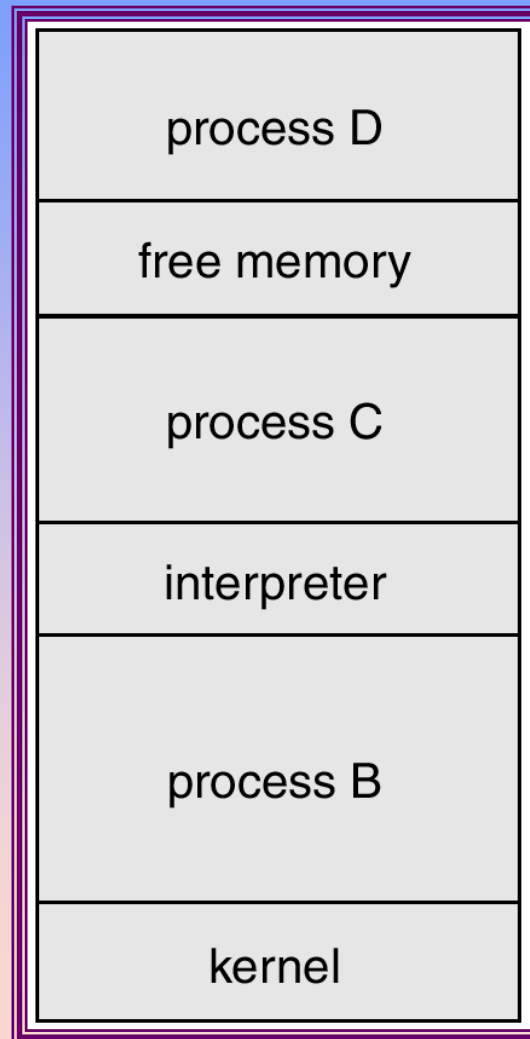 process D
free memory
process C
interpreter
process B
kernel